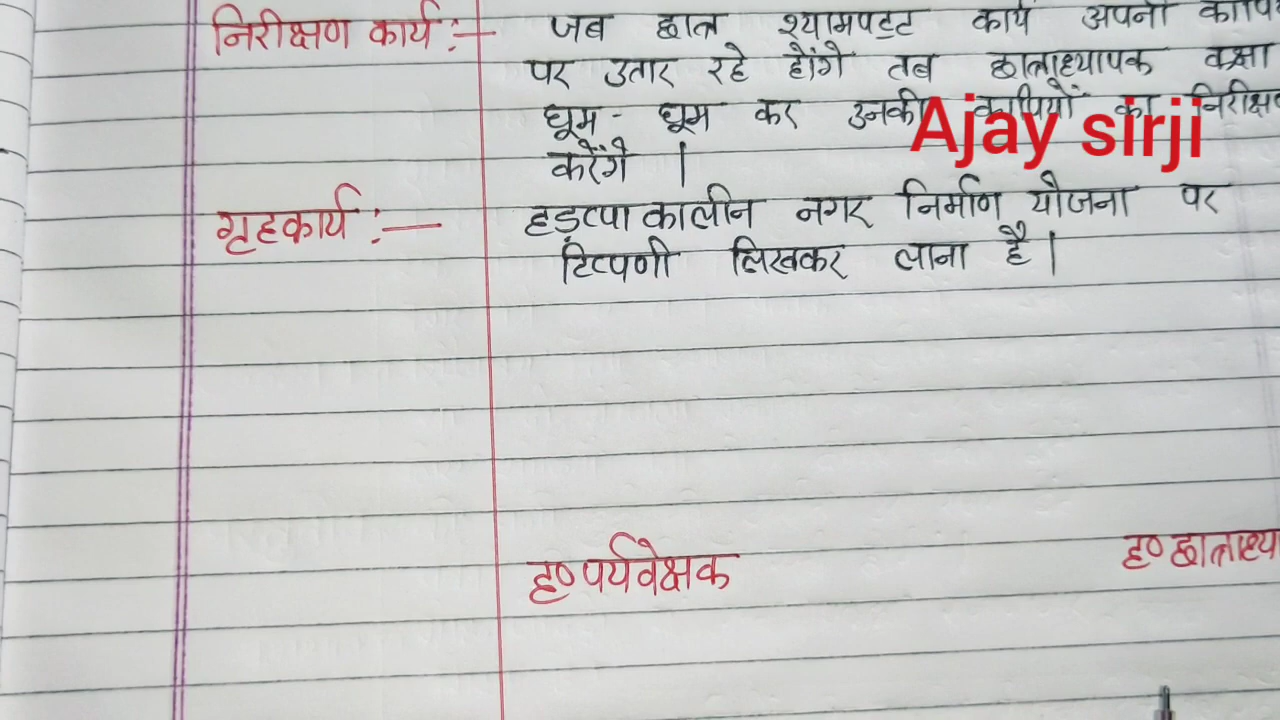 निरीक्षण कार्य :- जब छात्र श्यामपट्ट कार्य अपनी
पर उतार रहे होंगे तब छात्राध्यापक कक्षा
घूम - घूम कर उनकी कापियों का
करेंगे ।
Ajay sirji
गृहकार्य :- हड़प्पा कालीन नगर निर्माण योजना पर
टिप्पणी लिखकर लाना है ।
ह० पर्यवेक्षक ह०